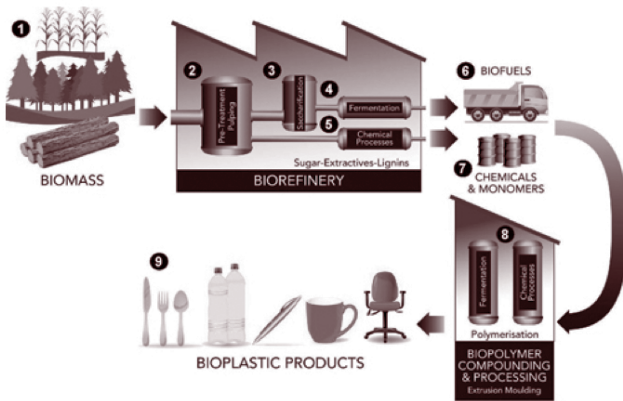 1
BIOMASS
2
Pre-Treatment
Pulping
3
Saccharification
4
Fermentation
5
Chemical
Processes
Sugar-Extractives-Lignins
BIOREFINERY
6
BIOFUELS
7
CHEMICALS
& MONOMERS
8
Fermentation
Chemical
Processes
Polymerisation
BIOPOLYMER
COMPOUNDING
& PROCESSING
Extrusion Moulding
9
BIOPLASTIC PRODUCTS